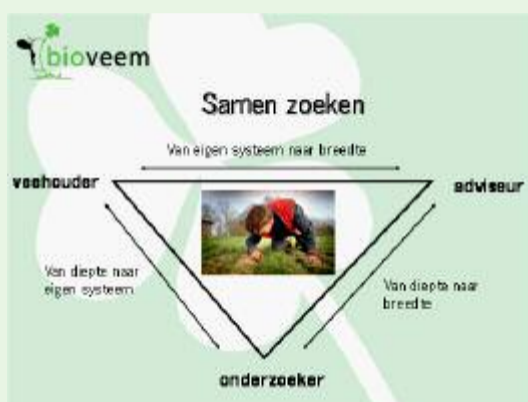 bioveem
Samen zoeken
Van eigen systeem naar breedte
veehouder
adviseur
Van diepte naar
eigen systeem
Van diepte naar
breedte
onderzoeker